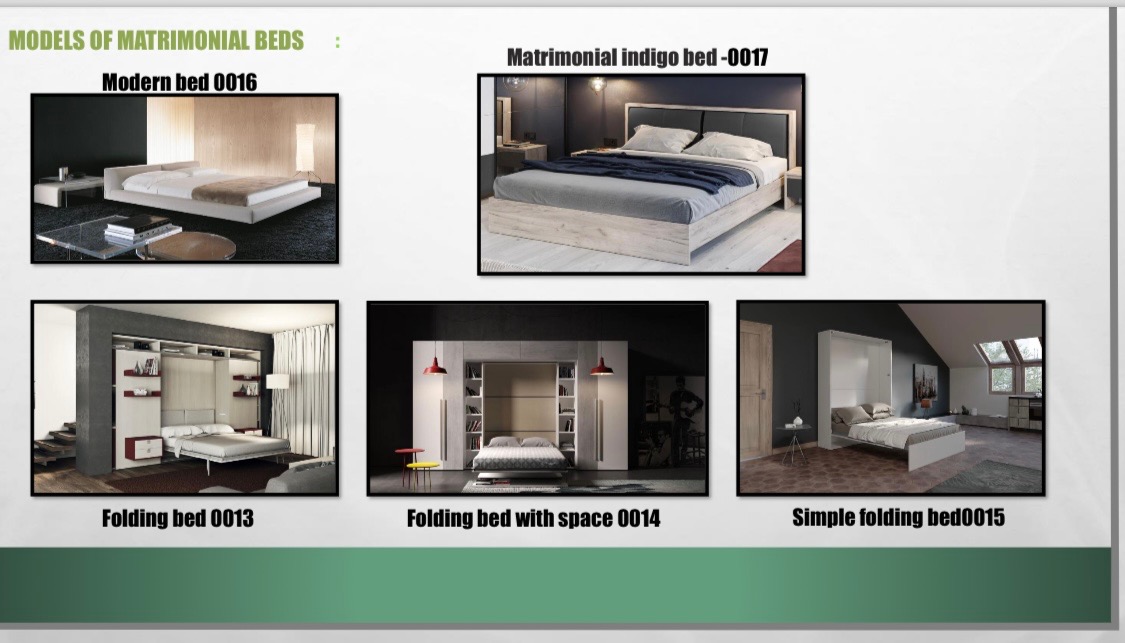 MODELS OF MATRIMONIAL BEDS :
Matrimonial indigo bed -0017
Modern bed 0016
Folding bed 0013
Folding bed with space 0014
Simple folding bed0015